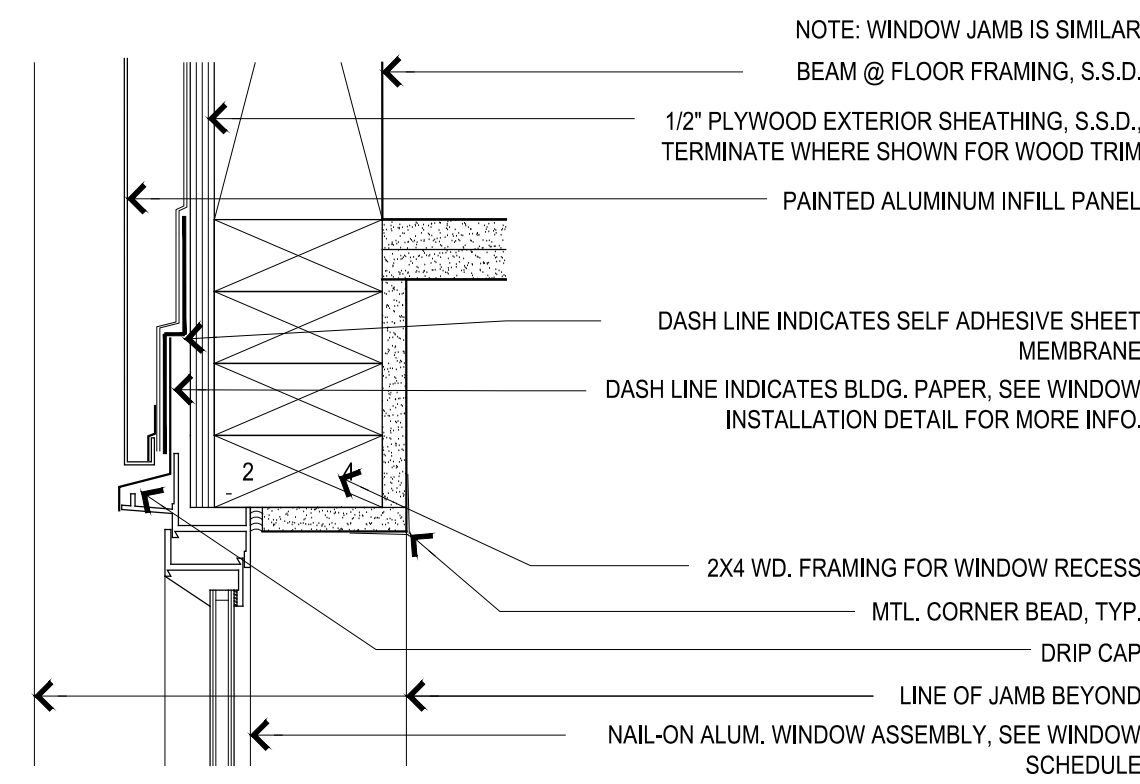 NOTE: WINDOW JAMB IS SIMILAR
BEAM @ FLOOR FRAMING, S.S.D.
1/2" PLYWOOD EXTERIOR SHEATHING, S.S.D.,
TERMINATE WHERE SHOWN FOR WOOD TRIM
PAINTED ALUMINUM INFILL PANEL
DASH LINE INDICATES SELF ADHESIVE SHEET
MEMBRANE
DASH LINE INDICATES BLDG. PAPER, SEE WINDOW
INSTALLATION DETAIL FOR MORE INFO.
2 4
-
2X4 WD. FRAMING FOR WINDOW RECESS
MTL. CORNER BEAD, TYP.
DRIP CAP
LINE OF JAMB BEYOND
NAIL-ON ALUM. WINDOW ASSEMBLY, SEE WINDOW
SCHEDULE